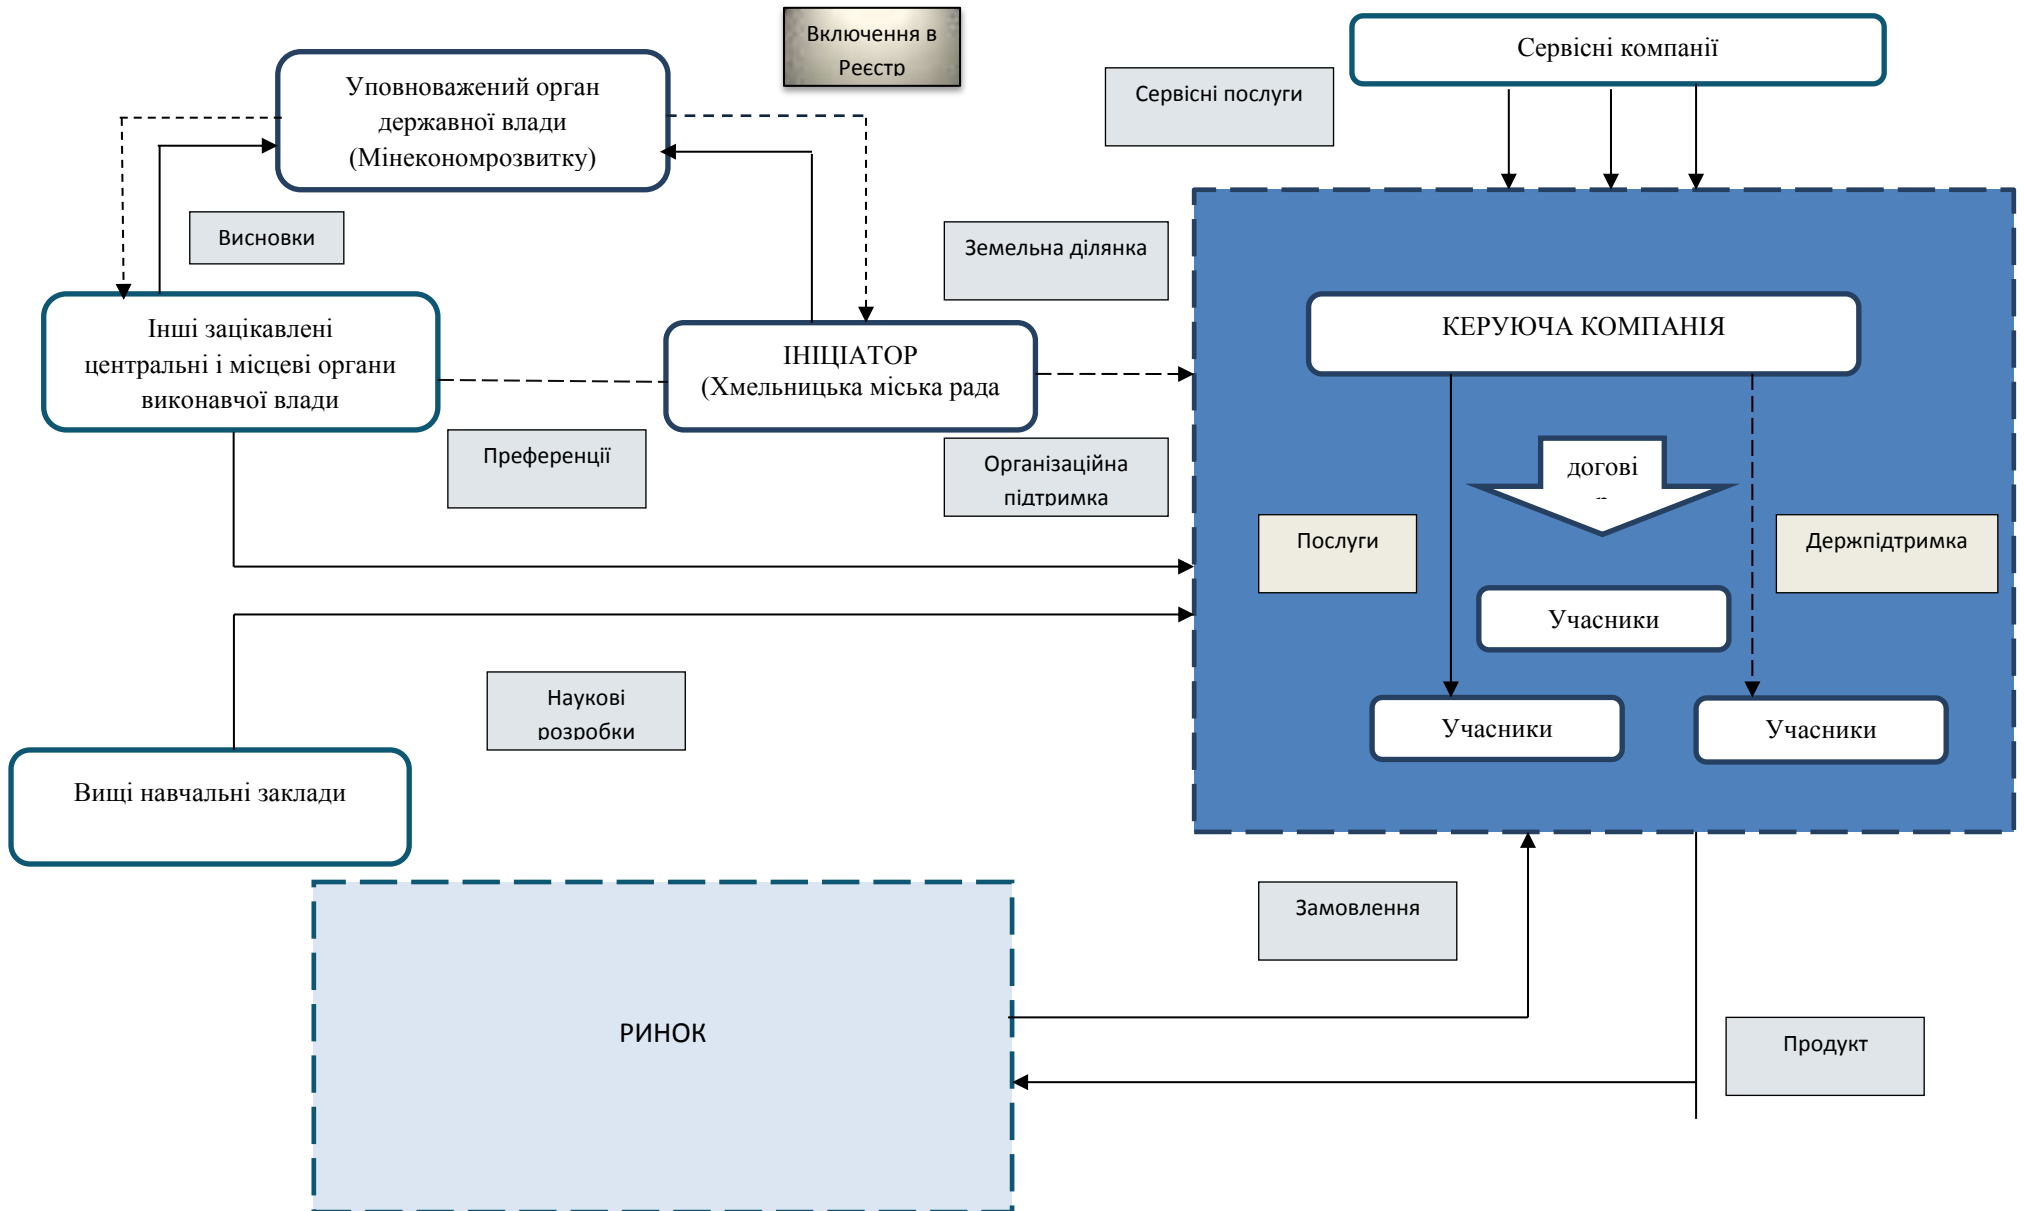 Включення в
Реєстр
Сервісні компанії
Уповноважений орган
державної влади
(Мінекономрозвитку)
Сервісні послуги
Висновки
Земельна ділянка
Інші зацікавлені
центральні і місцеві органи
виконавчої влади
ІНІЦІАТОР
(Хмельницька міська рада
КЕРУЮЧА КОМПАНІЯ
Преференції
Організаційна
підтримка
догові
Послуги
Держпідтримка
Учасники
Наукові
розробки
Учасники
Учасники
Вищі навчальні заклади
Замовлення
РИНОК
Продукт